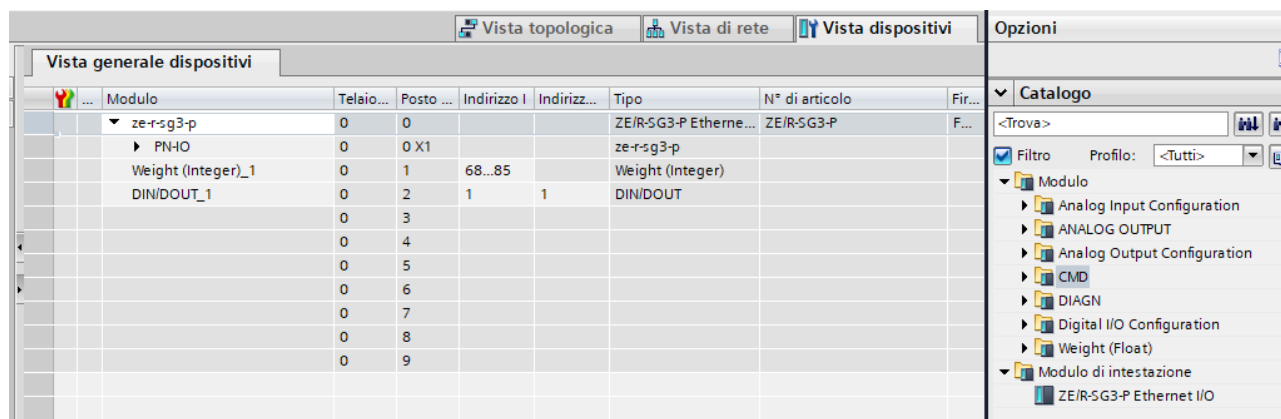 Vista topologica Vista di rete Vista dispositivi Opzioni
Vista generale dispositivi
... Modulo Telaio... Posto ... Indirizzo I Indirizz... Tipo N° di articolo Fir...
ze-r-sg3-p 0 0 ZE/R-SG3-P Etherne... ZE/R-SG3-P F...
PN-IO 0 0 X1 ze-r-sg3-p
Weight (Integer)_1 0 1 68...85 Weight (Integer)
DIN/DOUT_1 0 2 1 1 DIN/DOUT
0 3
0 4
0 5
0 6
0 7
0 8
0 9
Catalogo
<Trova>
Filtro Profilo: <Tutti>
Modulo
Analog Input Configuration
ANALOG OUTPUT
Analog Output Configuration
CMD
DIAGN
Digital I/O Configuration
Weight (Float)
Modulo di intestazione
ZE/R-SG3-P Ethernet I/O